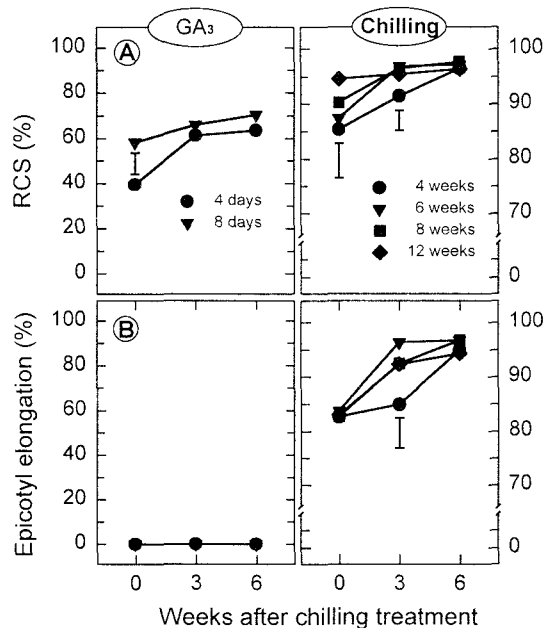 GA₃
Chilling
A
RCS (%)
100
80
60
40
20
0
4 days
8 days
4 weeks
6 weeks
8 weeks
12 weeks
100
90
80
70
0
B
Epicotyl elongation (%)
100
80
60
40
20
0
100
90
80
70
0
0 3 6 0 3 6
Weeks after chilling treatment